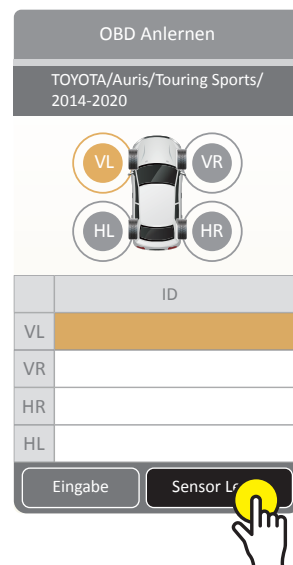 OBD Anlernen
TOYOTA/Auris/Touring Sports/
2014-2020
VL VR
HL HR
ID
VL
VR
HR
HL
Eingabe Sensor